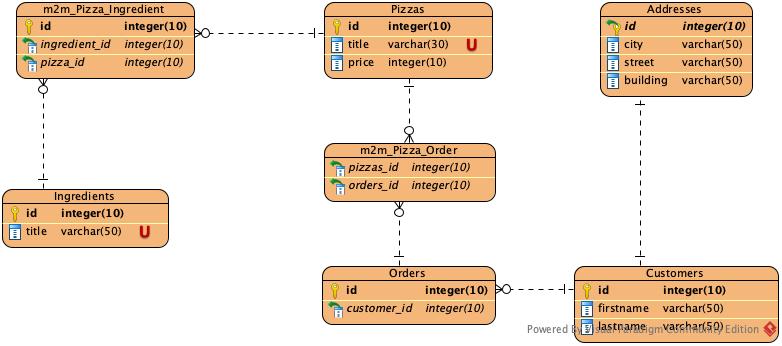 m2m_Pizza_Ingredient
id integer(10)
ingredient_id integer(10)
pizza_id integer(10)
Pizzas
id integer(10)
title varchar(30) U
price integer(10)
Addresses
id integer(10)
city varchar(50)
street varchar(50)
building varchar(50)
m2m_Pizza_Order
pizzas_id integer(10)
orders_id integer(10)
Ingredients
id integer(10)
title varchar(50) U
Orders
id integer(10)
customer_id integer(10)
Customers
id integer(10)
firstname varchar(50)
lastname varchar(50)
Powered By Visual Paradigm Community Edition